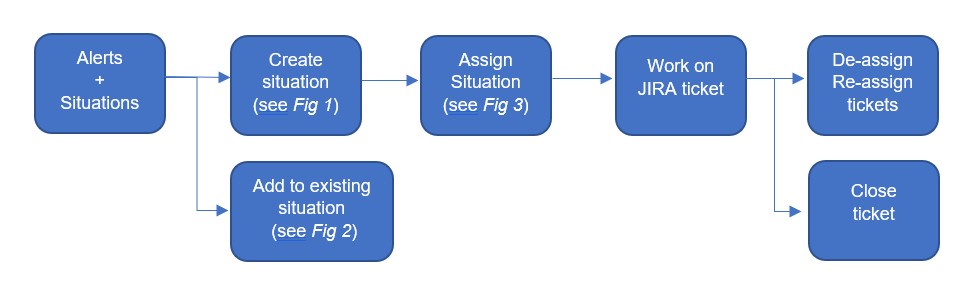 Alerts
+
Situations
Create
situation
(see Fig 1)
Assign
Situation
(see Fig 3)
Work on
JIRA ticket
De-assign
Re-assign
tickets
Add to existing
situation
(see Fig 2)
Close
ticket